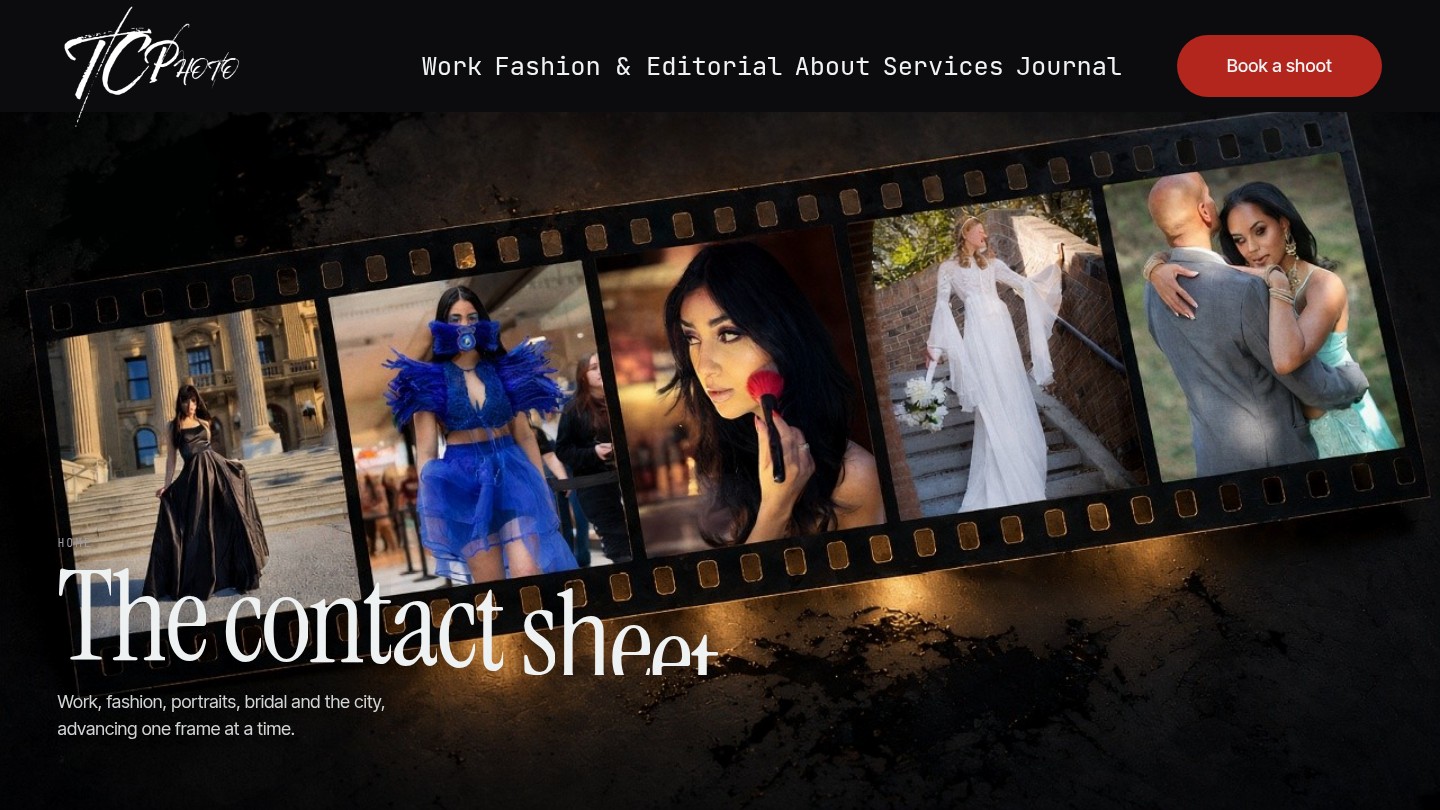 TCPHOTO
Work Fashion & Editorial About Services Journal
Book a shoot
HOME
The contact sheet
Work, fashion, portraits, bridal and the city,
advancing one frame at a time.